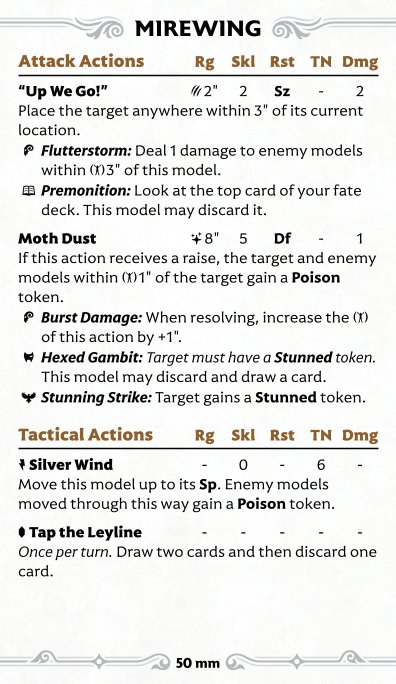 MIREWING
Attack Actions Rg Skl Rst TN Dmg
“Up We Go!” 2" 2 Sz - 2
Place the target anywhere within 3" of its current
location.
Flutterstorm: Deal 1 damage to enemy models
within 3" of this model.
Premonition: Look at the top card of your fate
deck. This model may discard it.
Moth Dust 8" 5 Df - 1
If this action receives a raise, the target and enemy
models within 1" of the target gain a Poison
token.
Burst Damage: When resolving, increase the
of this action by +1".
Hexed Gambit: Target must have a Stunned token.
This model may discard and draw a card.
Stunning Strike: Target gains a Stunned token.
Tactical Actions Rg Skl Rst TN Dmg
Silver Wind - 0 - 6 -
Move this model up to its Sp. Enemy models
moved through this way gain a Poison token.
Tap the Leyline - - - - -
Once per turn. Draw two cards and then discard one
card.
50 mm